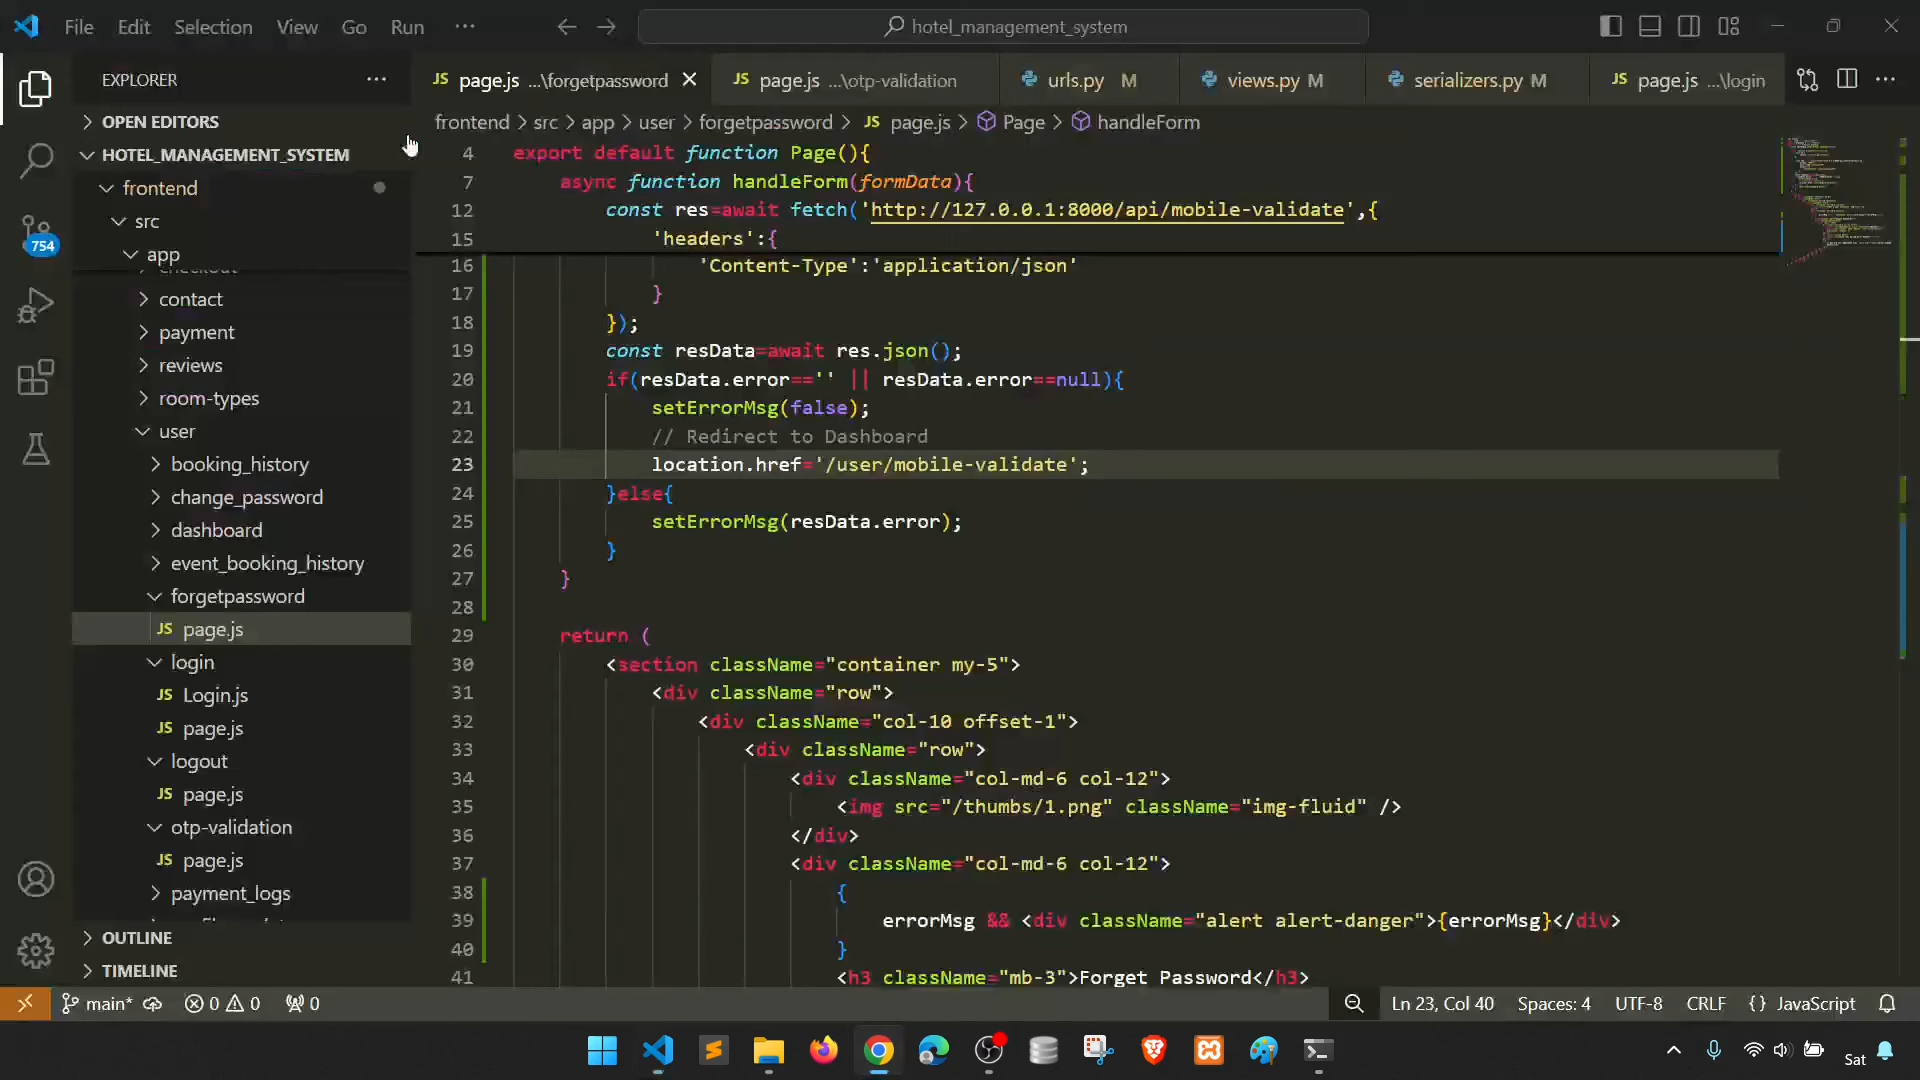 File Edit Selection View Go Run ···
hotel_management_system
EXPLORER
OPEN EDITORS
HOTEL_MANAGEMENT_SYSTEM
frontend
src
app
contact
payment
reviews
room-types
user
booking_history
change_password
dashboard
event_booking_history
forgetpassword
JS page.js
login
JS Login.js
JS page.js
logout
JS page.js
otp-validation
JS page.js
payment_logs
OUTLINE
TIMELINE
754
JS page.js ...\forgetpassword
JS page.js ...\otp-validation
urls.py M
views.py M
serializers.py M
JS page.js ...\login
frontend > src > app > user > forgetpassword > JS page.js > Page > handleForm
4 export default function Page(){
7 async function handleForm(formData){
12 const res=await fetch('http://127.0.0.1:8000/api/mobile-validate',{
15 'headers':{
16 'Content-Type':'application/json'
17 }
18 });
19 const resData=await res.json();
20 if(resData.error=='' || resData.error==null){
21 setErrorMsg(false);
22 // Redirect to Dashboard
23 location.href='/user/mobile-validate';
24 }else{
25 setErrorMsg(resData.error);
26 }
27 }
28
29 return (
30 <section className="container my-5">
31 <div className="row">
32 <div className="col-10 offset-1">
33 <div className="row">
34 <div className="col-md-6 col-12">
35 <img src="/thumbs/1.png" className="img-fluid" />
36 </div>
37 <div className="col-md-6 col-12">
38 {
39 errorMsg && <div className="alert alert-danger">{errorMsg}</div>
40 }
41 <h3 className="mb-3">Forget Password</h3>
main* 0 0 0
Ln 23, Col 40 Spaces: 4 UTF-8 CRLF {} JavaScript
Sat